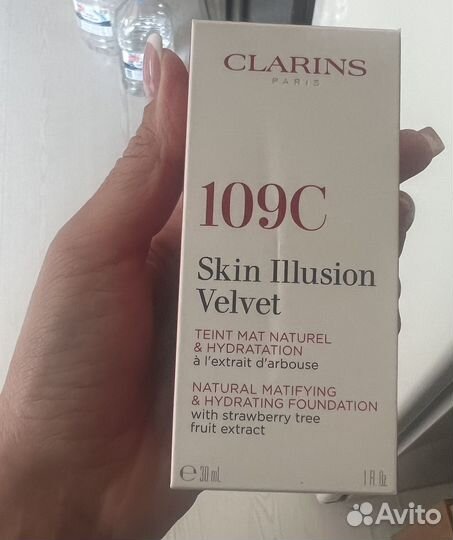 CLARINS
PARIS
109C
Skin Illusion
Velvet
TEINT MAT NATUREL
& HYDRATATION
à l'extrait d'arbouse
NATURAL MATIFYING
& HYDRATING FOUNDATION
with strawberry tree
fruit extract
℮ 30 mL 1 Fl. Oz
Avito